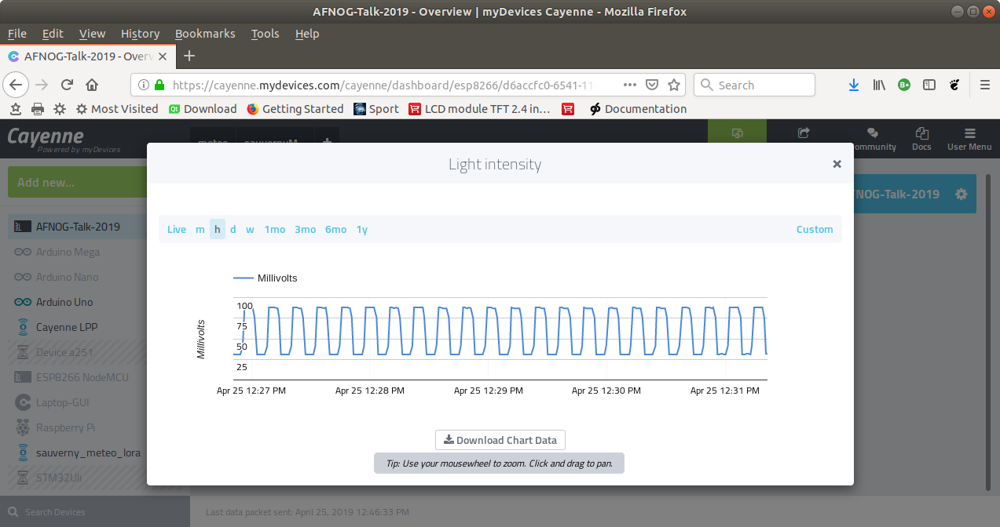 AFNOG-Talk-2019 - Overview | myDevices Cayenne - Mozilla Firefox
File Edit View History Bookmarks Tools Help
AFNOG-Talk-2019 - Overv
https://cayenne.mydevices.com/cayenne/dashboard/esp8266/d6accfc0-6541-11 Search
Most Visited Download Getting Started Sport LCD module TFT 2.4 in… Documentation
Cayenne
Powered by myDevices
meteo sauvernyM
ommunity Docs User Menu
Light intensity
Add new...
NOG-Talk-2019
AFNOG-Talk-2019
Arduino Mega
Arduino Nano
Arduino Uno
Cayenne LPP
Device a251
ESP8266 NodeMCU
Laptop-GUI
Raspberry Pi
sauverny_meteo_lora
STM32Uli
Search Devices
Live m h d w 1mo 3mo 6mo 1y Custom
Millivolts
Millivolts
100
75
50
25
Apr 25 12:27 PM Apr 25 12:28 PM Apr 25 12:29 PM Apr 25 12:30 PM Apr 25 12:31 PM
Download Chart Data
Tip: Use your mousewheel to zoom. Click and drag to pan.
Last data packet sent: April 25, 2019 12:46:33 PM